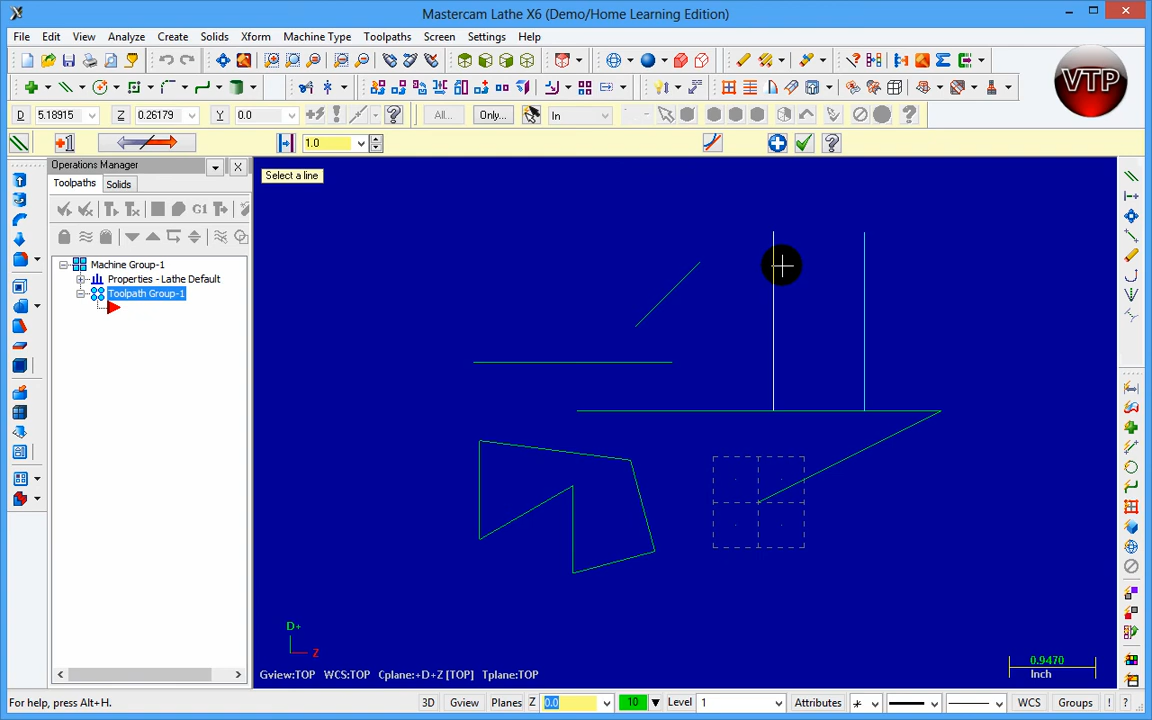 Mastercam Lathe X6 (Demo/Home Learning Edition)
File Edit View Analyze Create Solids Xform Machine Type Toolpaths Screen Settings Help
VTP
D 5.18915 Z 0.26179 Y 0.0 All... Only... In
+1 1.0
Operations Manager
Select a line
Toolpaths Solids
G1
Machine Group-1
Properties - Lathe Default
Toolpath Group-1
D+
Z
0.9470
Inch
Gview:TOP WCS:TOP Cplane:+D+Z [TOP] Tplane:TOP
For help, press Alt+H. 3D Gview Planes Z 0.0 10 Level 1 Attributes WCS Groups ! ?